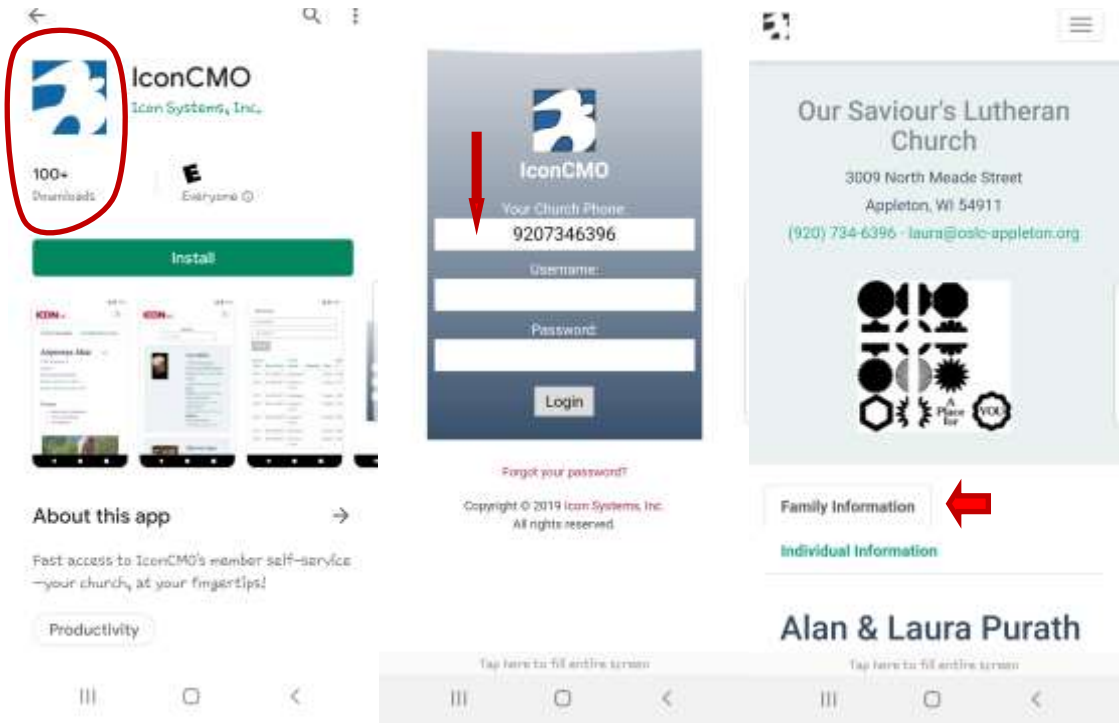 IconCMO
Icon Systems, Inc.
100+
Downloads
E
Everyone
Install
About this app
Fast access to IconCMO's member self-service
—your church, at your fingertips!
Productivity
IconCMO
Your Church Phone:
9207346396
Username:
Password:
Login
Forgot your password?
Copyright © 2019 Icon Systems, Inc.
All rights reserved.
Tap here to fill entire screen
Our Saviour's Lutheran
Church
3009 North Meade Street
Appleton, WI 54911
(920) 734-6396 - laura@oslc-appleton.org
A
Place
for
YOU
Family Information
Individual Information
Alan & Laura Purath
Tap here to fill entire screen